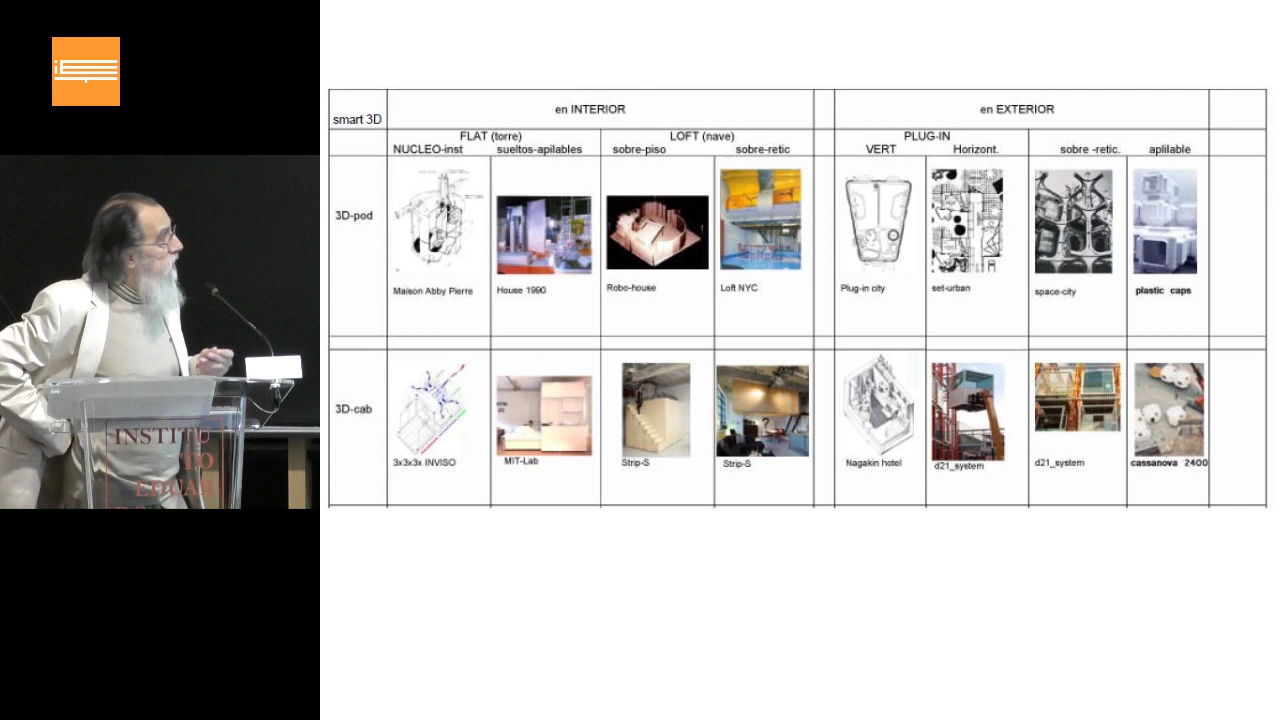 smart 3D
en INTERIOR
en EXTERIOR
FLAT (torre)
LOFT (nave)
PLUG-IN
NUCLEO-inst
sueltos-apilables
sobre-piso
sobre-retic
VERT
Horizont.
sobre -retic.
aplilable
3D-pod
Maison Abby Pierre
House 1990
Robo-house
Loft NYC
Plug-in city
set-urban
space-city
plastic caps
3D-cab
3x3x3x INVISO
MIT-Lab
Strip-S
Strip-S
Nagakin hotel
d21_system
d21_system
cassanova 2400
INSTITU
TO
EDUAR